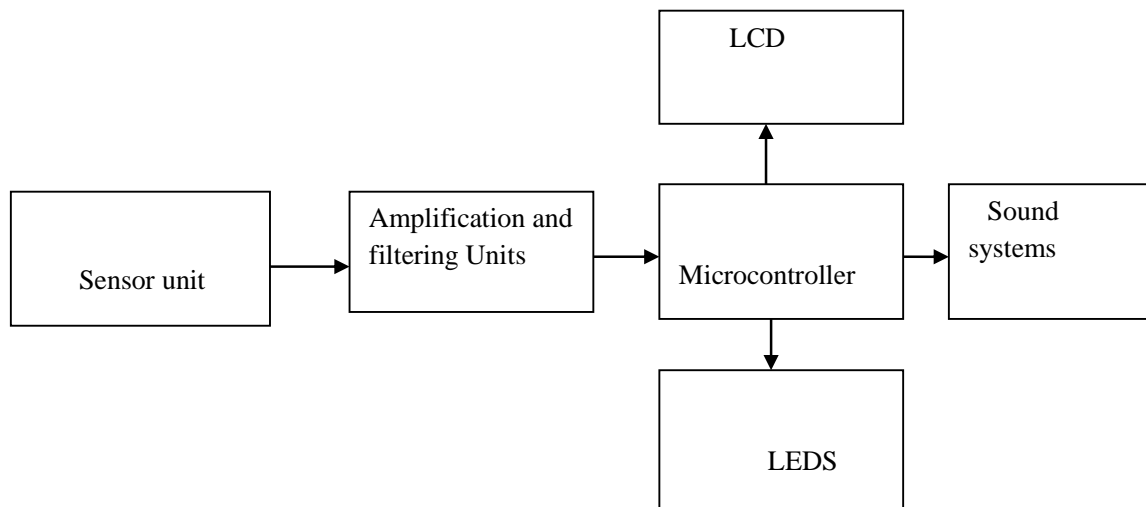 LCD
Sensor unit
Amplification and
filtering Units
Microcontroller
Sound
systems
LEDS